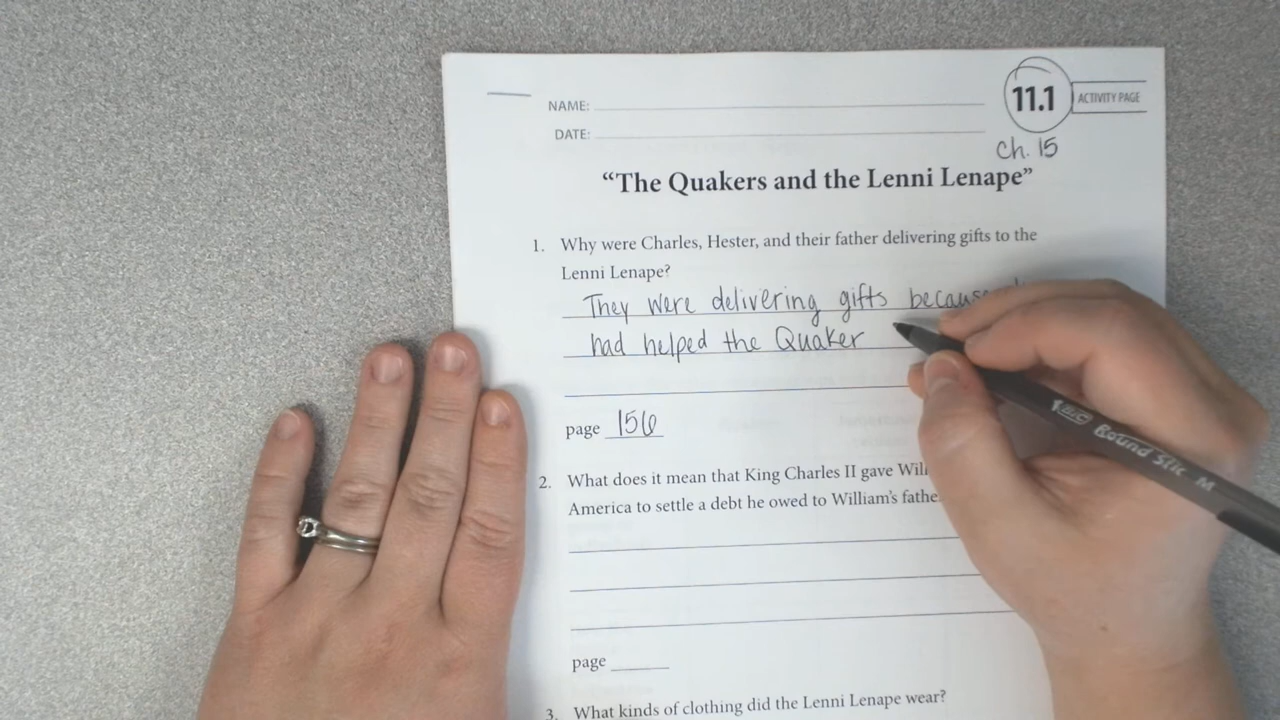 NAME:
11.1
ACTIVITY PAGE
DATE:
Ch. 15
“The Quakers and the Lenni Lenape”
1. Why were Charles, Hester, and their father delivering gifts to the
Lenni Lenape?
They were delivering gifts
had helped the Quaker
page 156
2. What does it mean that King Charles II gave
America to settle a debt he owed to William’s
page
3. What kinds of clothing did the Lenni Lenape wear?
BIC Round Stic M